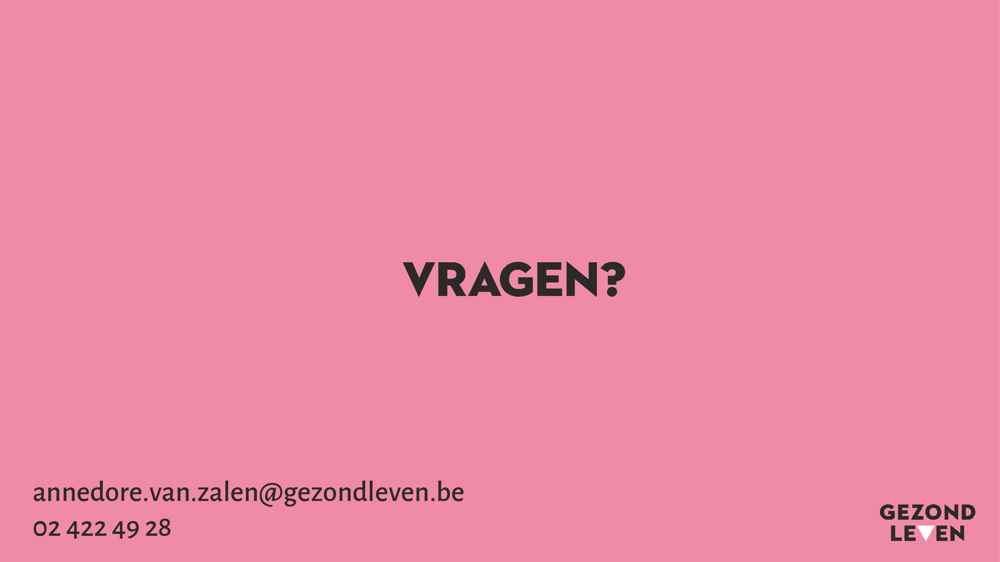 VRAGEN?
annedore.van.zalen@gezondleven.be
02 422 49 28
GEZOND
LEVEN